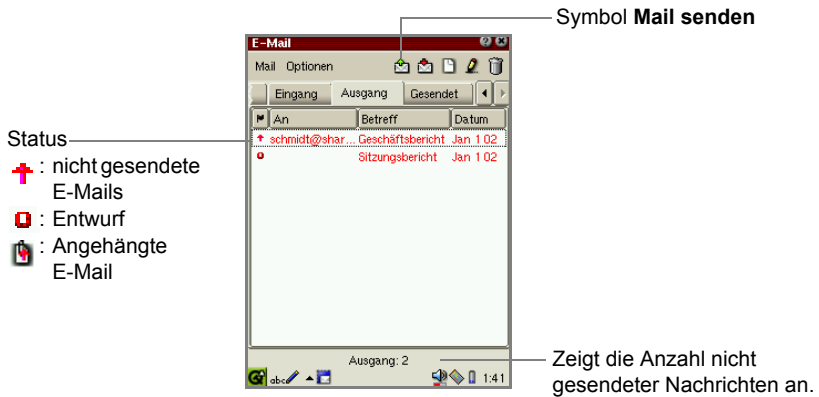 Symbol Mail senden
E-Mail
Mail Optionen
Eingang Ausgang Gesendet
An Betreff Datum
schmidt@shar... Geschäftsbericht Jan 1 02
Sitzungsbericht Jan 1 02
Status
: nicht gesendete
E-Mails
: Entwurf
: Angehängte
E-Mail
Ausgang: 2
abc 1:41
Zeigt die Anzahl nicht
gesendeter Nachrichten an.